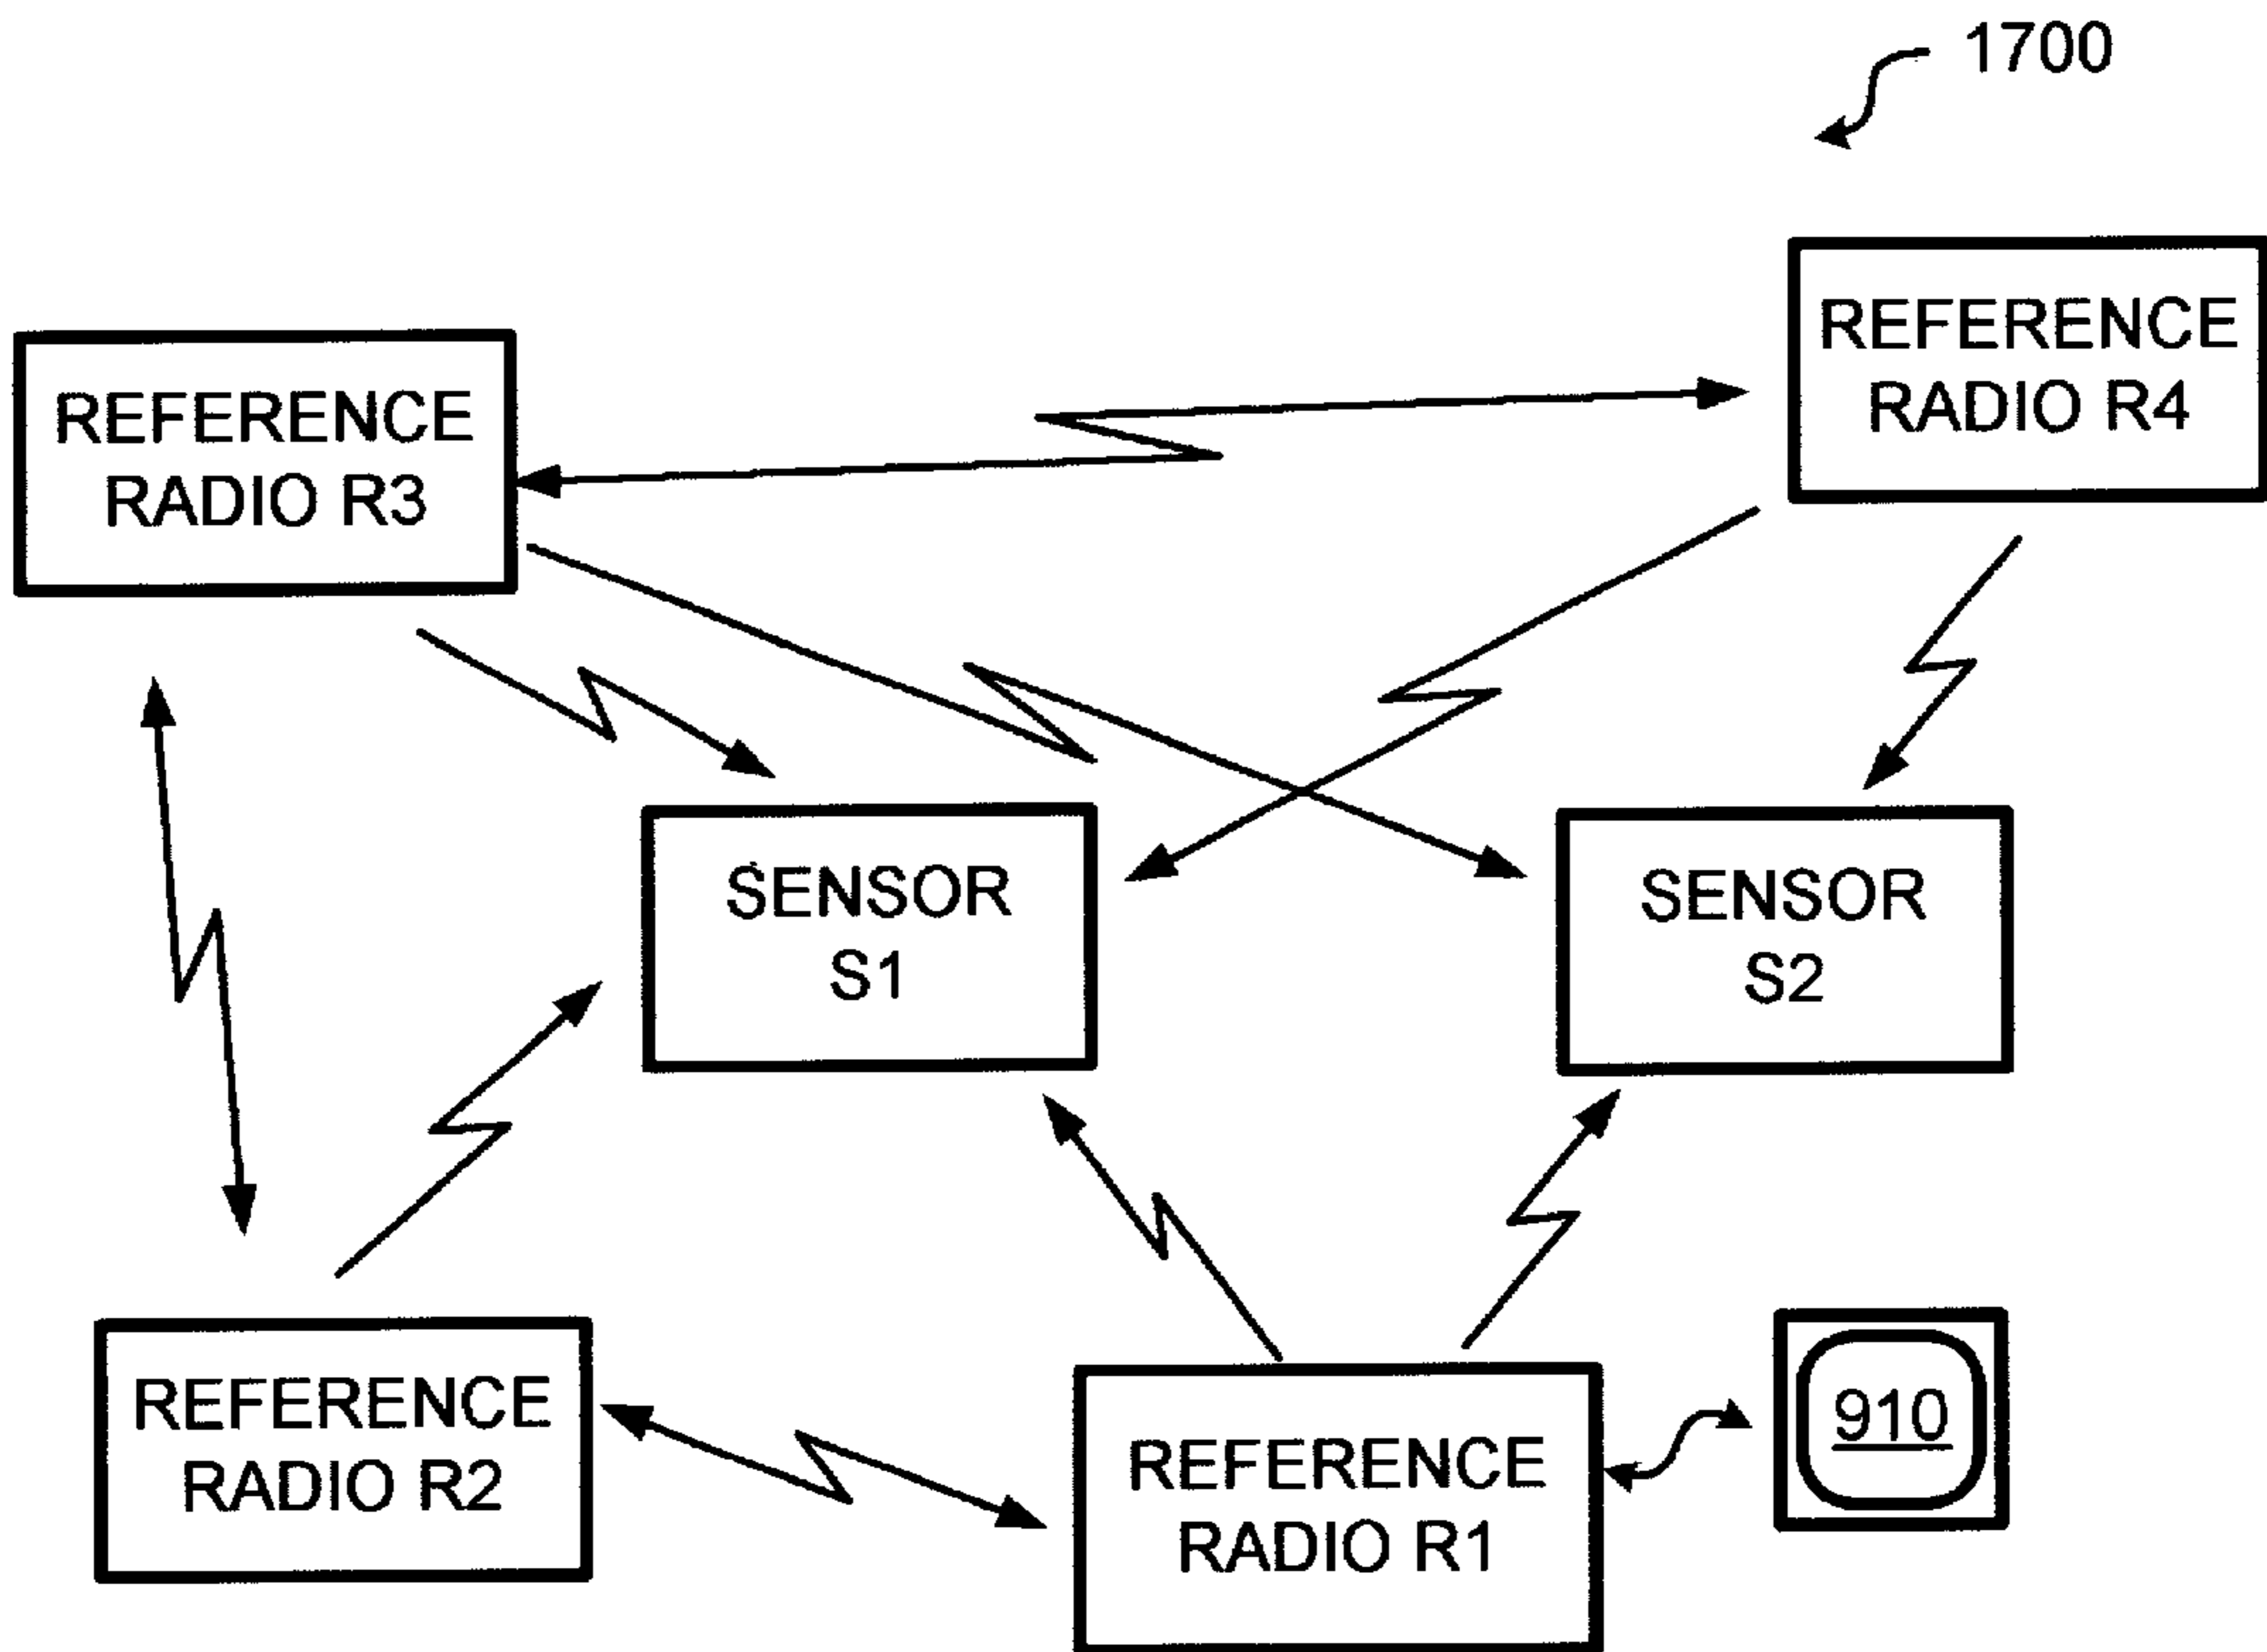 1700
REFERENCE
RADIO R4
REFERENCE
RADIO R3
SENSOR
S1
SENSOR
S2
REFERENCE
RADIO R2
REFERENCE
RADIO R1
910